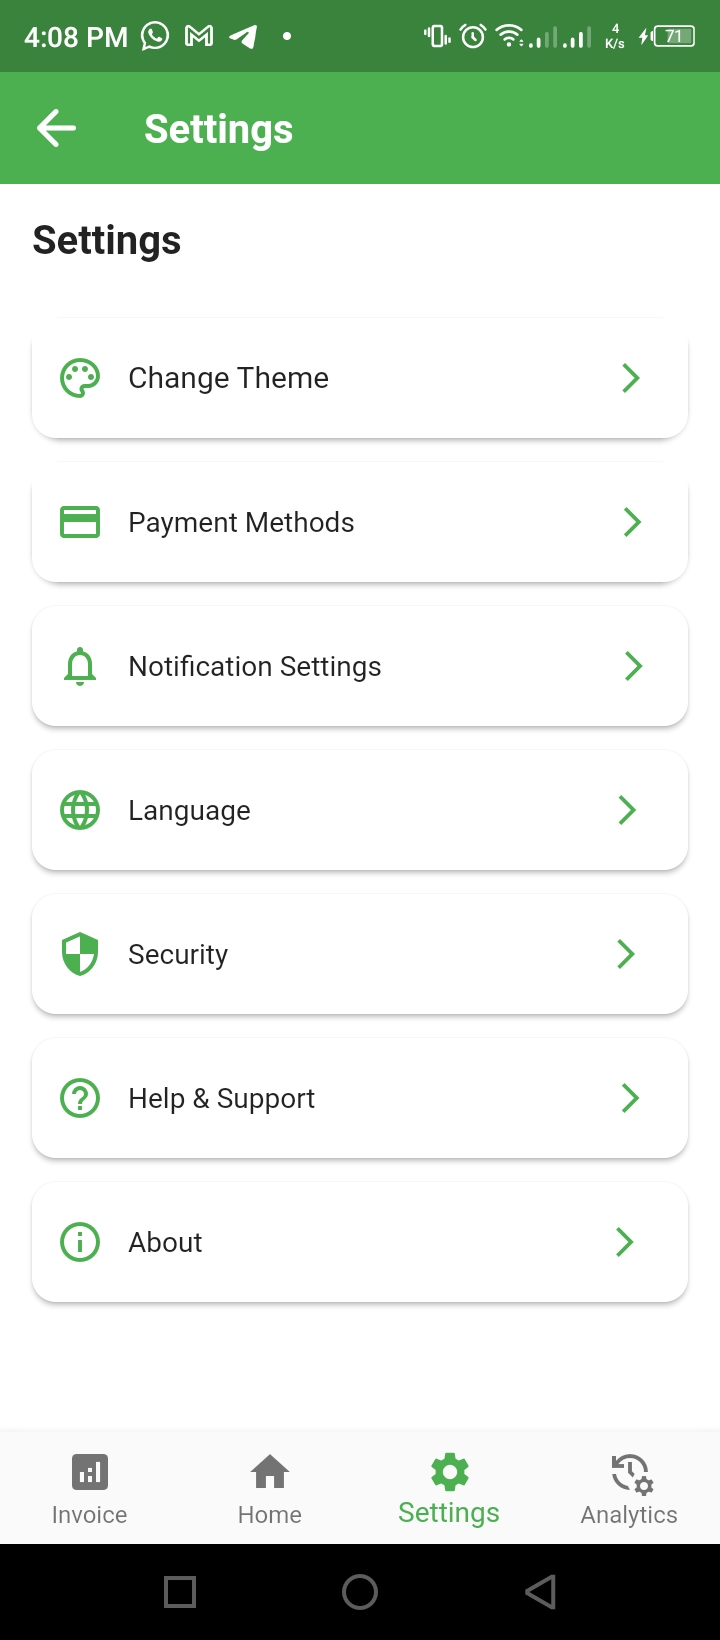 4:08 PM
4
K/s
71
Settings
Settings
Change Theme
Payment Methods
Notification Settings
Language
Security
Help & Support
About
Invoice
Home
Settings
Analytics